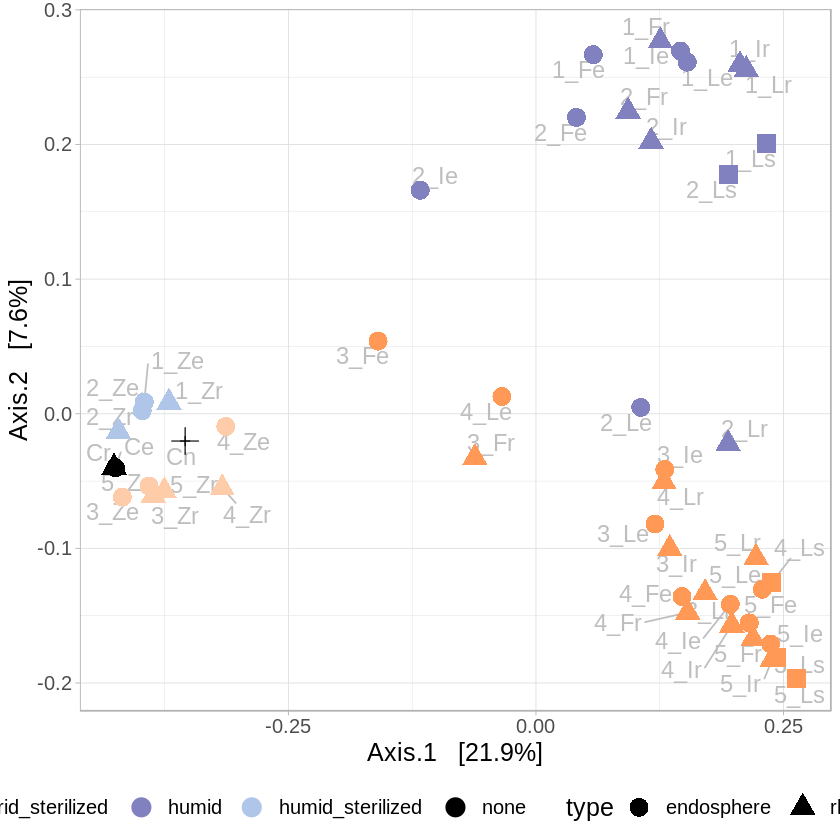 0.3
1_Fr
1_Ir
1_Ie
1_Fe
1_Le
1_Lr
2_Fr
2_Fe
2_Ir
0.2
1_Ls
2_Ie
2_Ls
0.1
3_Fe
1_Ze
2_Ze
1_Zr
2_Zr
0.0
4_Le
2_Le
2_Lr
Cr
Ce
Ch
4_Ze
3_Fr
3_Ie
5_Z
5_Zr
4_Lr
3_Ze
3_Zr
4_Zr
3_Le
-0.1
5_Lr
4_Ls
3_Ir
5_Le
4_Fe
5_Fe
4_Fr
4_Ie
5_Ie
5_Fr
4_Ir
5_Ir
-0.2
5_Ls
-0.25
0.00
0.25
Axis.1 [21.9%]
Axis.2 [7.6%]
rid_sterilized humid humid_sterilized none type endosphere